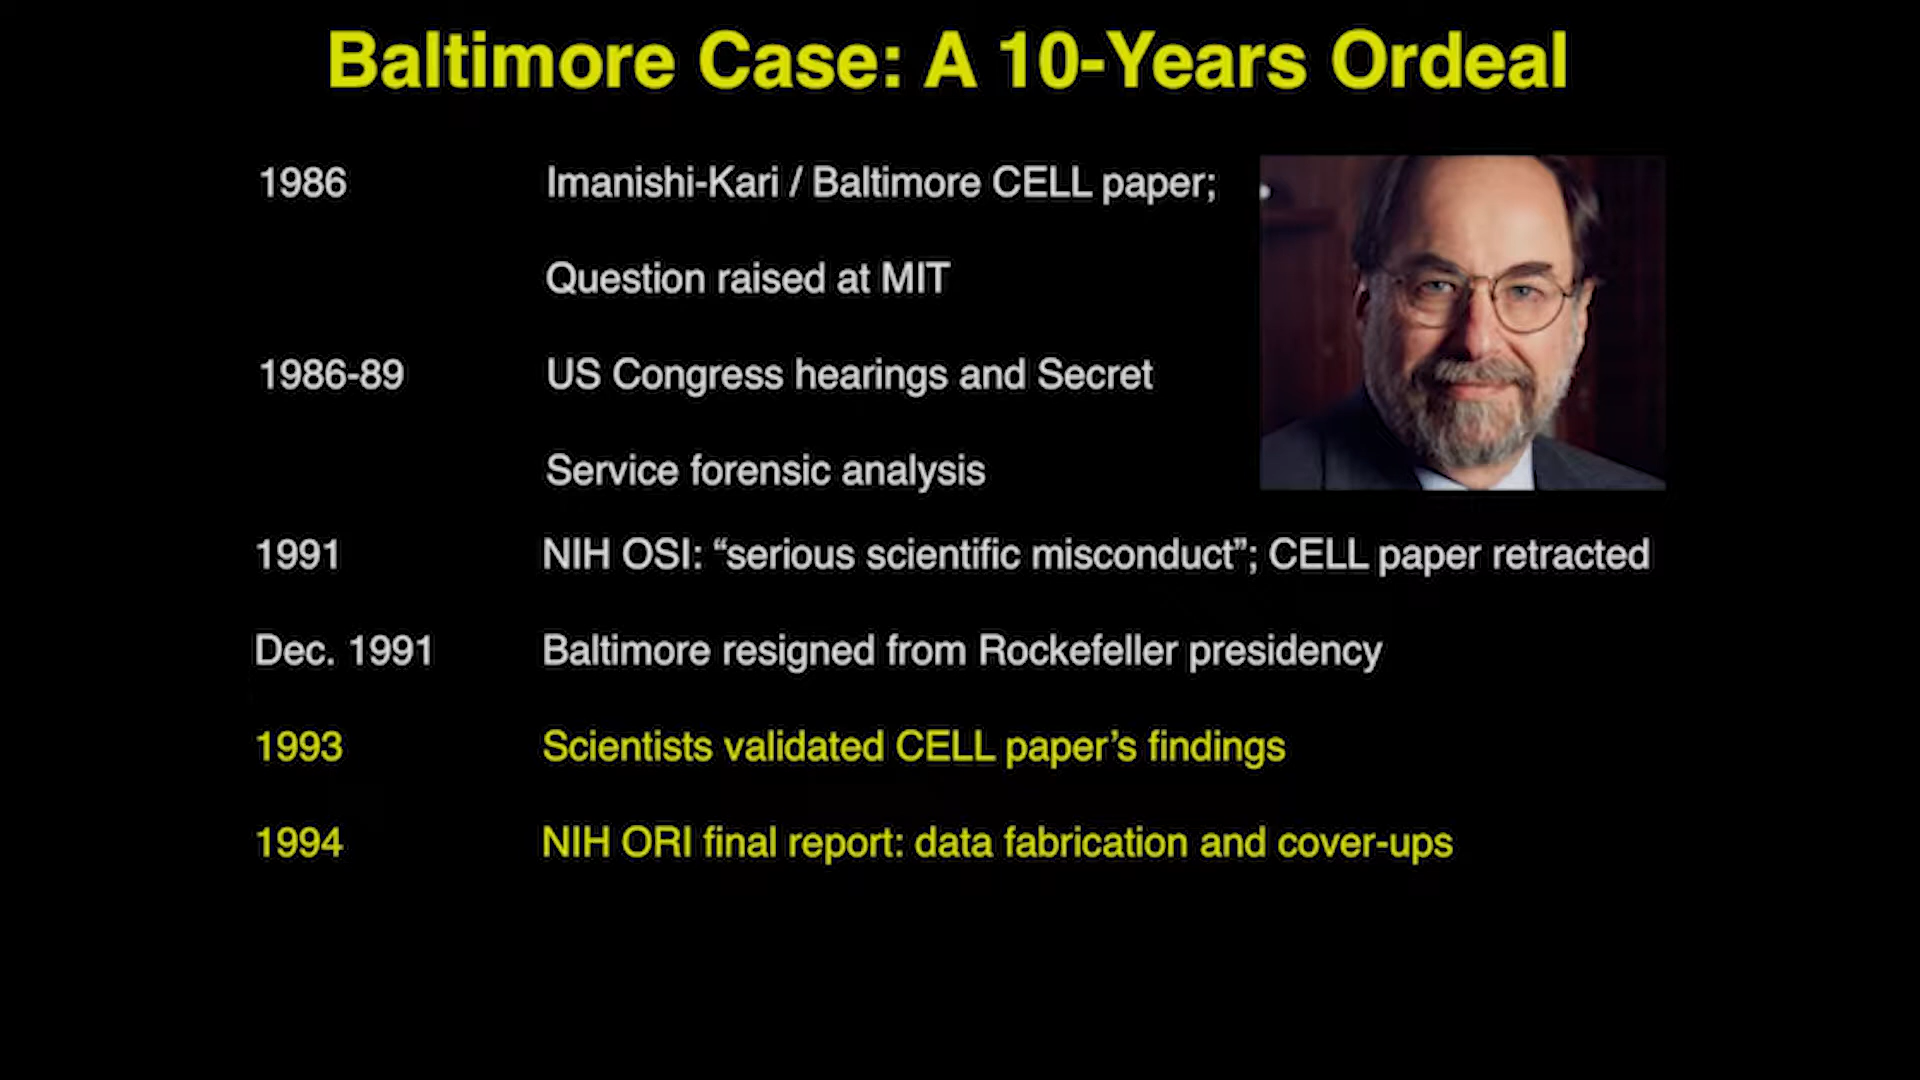 Baltimore Case: A 10-Years Ordeal
1986 Imanishi-Kari / Baltimore CELL paper;
Question raised at MIT
1986-89 US Congress hearings and Secret
Service forensic analysis
1991 NIH OSI: “serious scientific misconduct”; CELL paper retracted
Dec. 1991 Baltimore resigned from Rockefeller presidency
1993 Scientists validated CELL paper’s findings
1994 NIH ORI final report: data fabrication and cover-ups